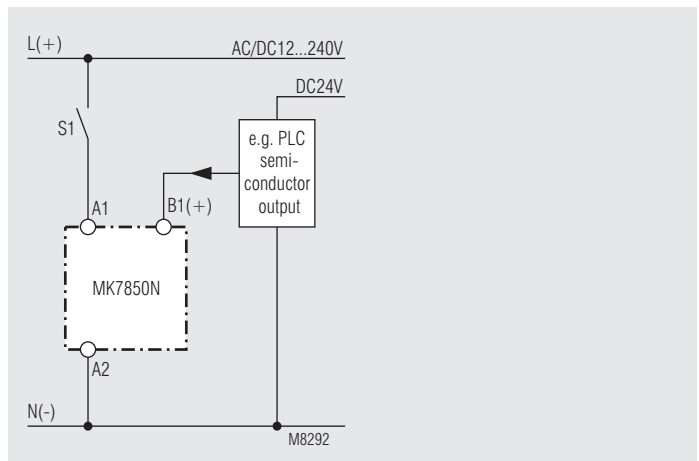 L(+)
AC/DC12...240V
DC24V
S1
e.g. PLC
semi-
conductor
output
A1
B1(+)
MK7850N
A2
N(-)
M8292